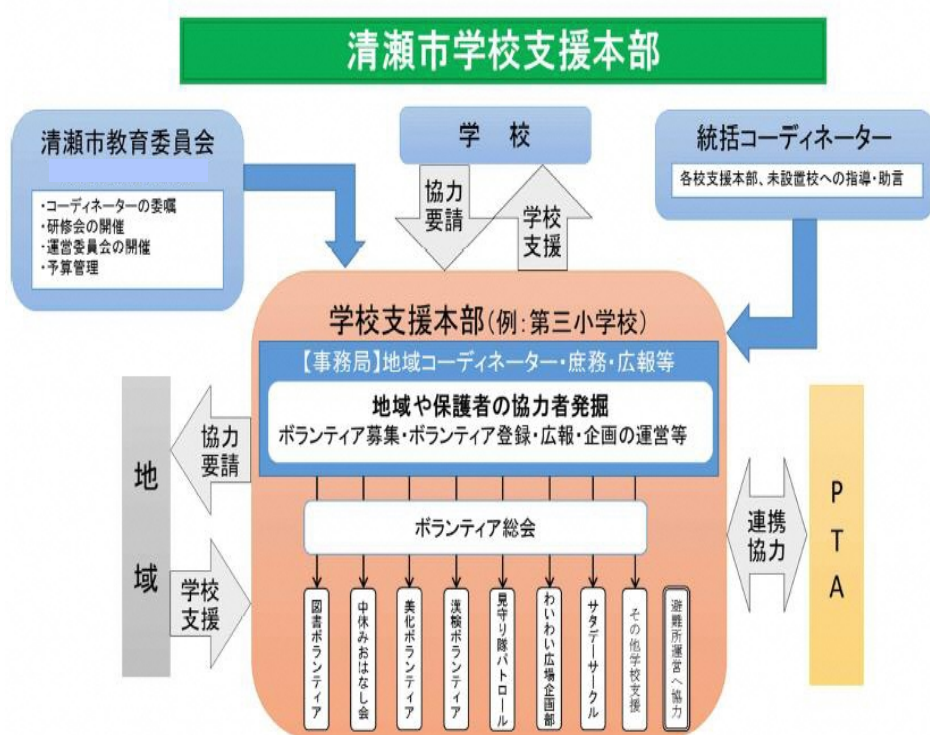 清瀬市学校支援本部
清瀬市教育委員会
・コーディネーターの委嘱
・研修会の開催
・運営委員会の開催
・予算管理
学 校
協力
要請
学校
支援
統括コーディネーター
各校支援本部、未設置校への指導・助言
学校支援本部(例:第三小学校)
【事務局】地域コーディネーター・庶務・広報等
地域や保護者の協力者発掘
ボランティア募集・ボランティア登録・広報・企画の運営等
地域
協力
要請
学校
支援
ボランティア総会
図書ボランティア
中休みおはなし会
美化ボランティア
漢検ボランティア
見守り隊パトロール
わいわい広場企画部
サタデーサークル
その他学校支援
避難所運営へ協力
連携
協力
PTA